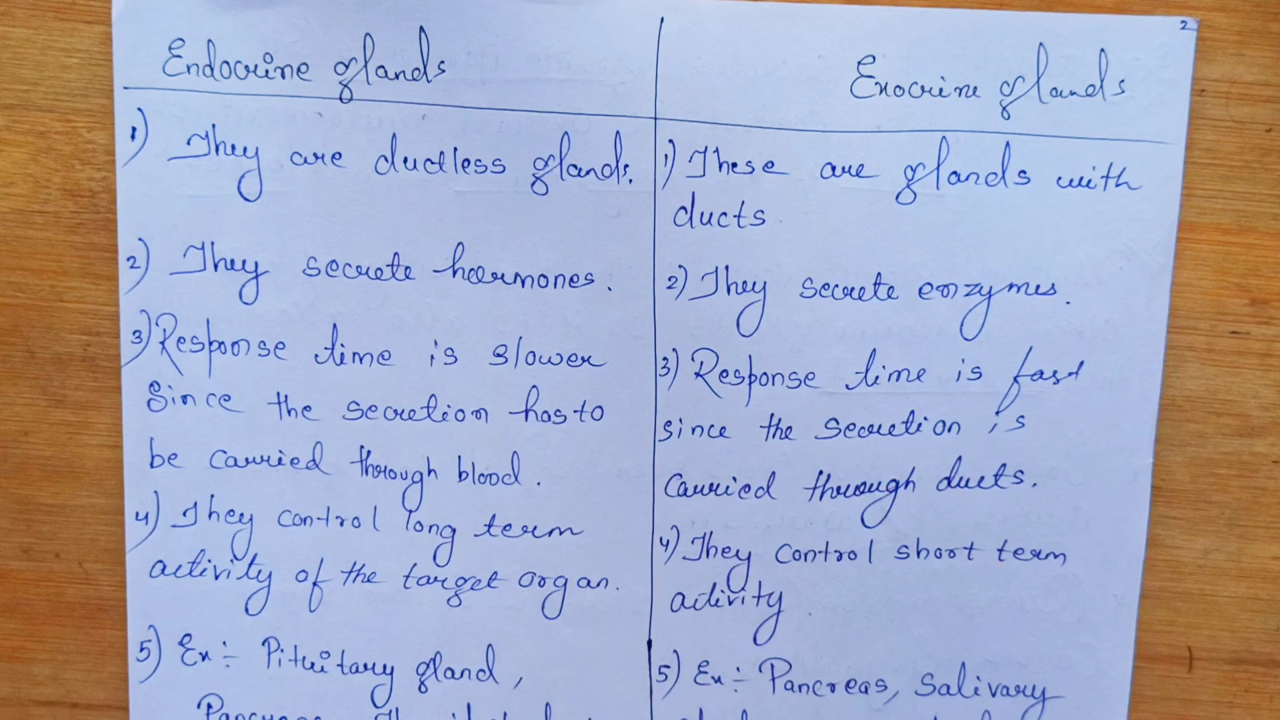 2
Endocrine glands
1) They are ductless glands.
2) They secrete hormones.
3) Response time is slower
since the secretion has to
be carried through blood.
4) They control long term
activity of the target organ.
5) Ex:- Pituitary gland,
Exocrine glands
1) These are glands with
ducts.
2) They secrete enzymes.
3) Response time is fast
since the secretion is
carried through ducts.
4) They control short term
activity.
5) Ex:- Pancreas, Salivary